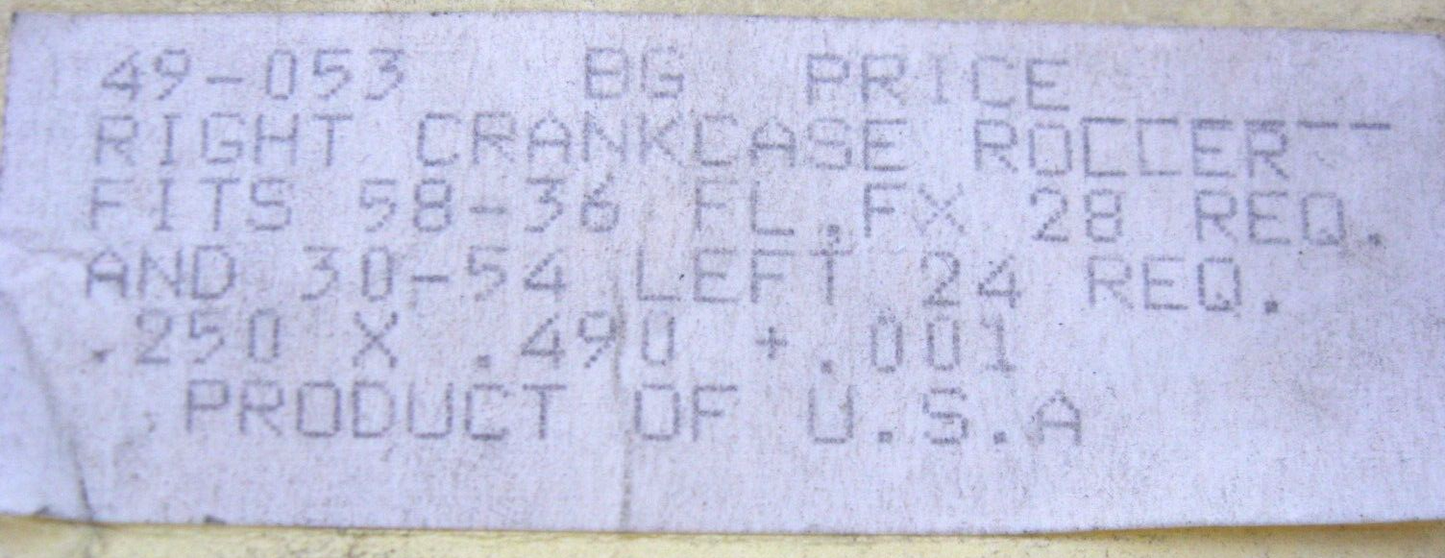 49-053 BG PRICE _____
RIGHT CRANKCASE ROLLER
FITS 58-36 FL,FX 28 REQ.
AND 30-54 LEFT 24 REQ.
.250 X .490 +.001
PRODUCT OF U.S.A